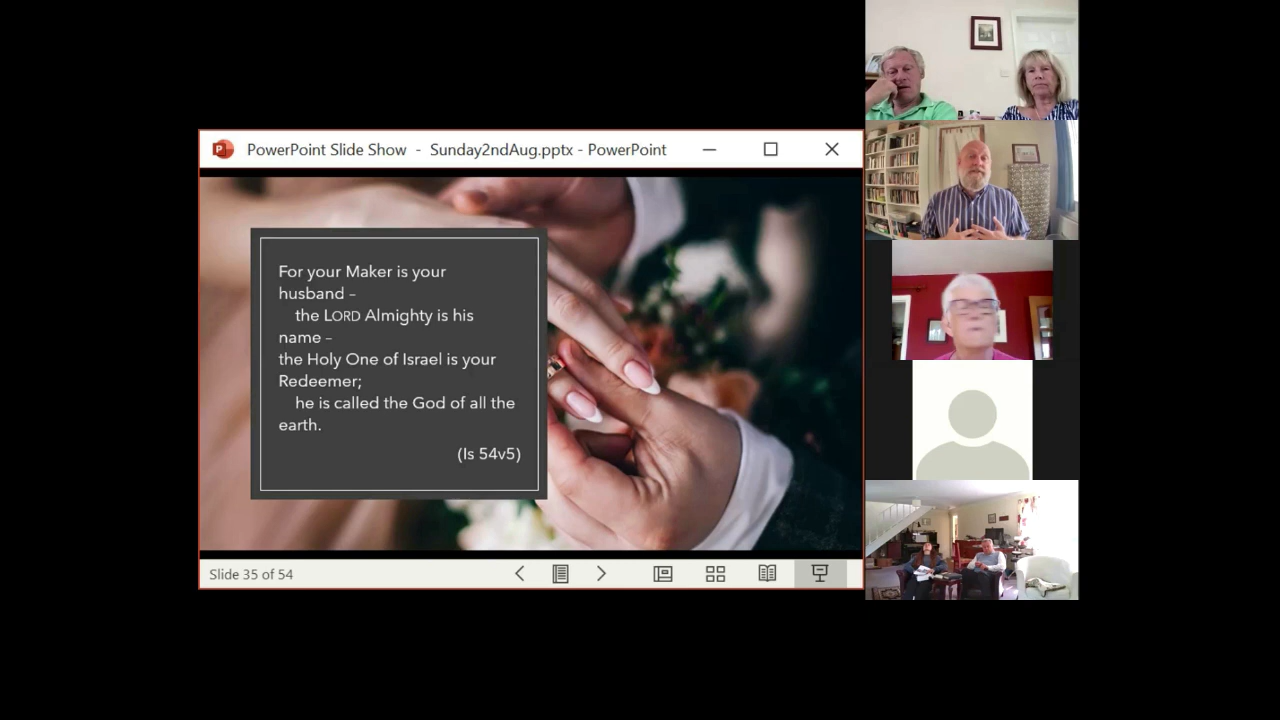 PowerPoint Slide Show - Sunday2ndAug.pptx - PowerPoint
For your Maker is your
husband –
the LORD Almighty is his
name –
the Holy One of Israel is your
Redeemer;
he is called the God of all the
earth.
(Is 54v5)
Slide 35 of 54